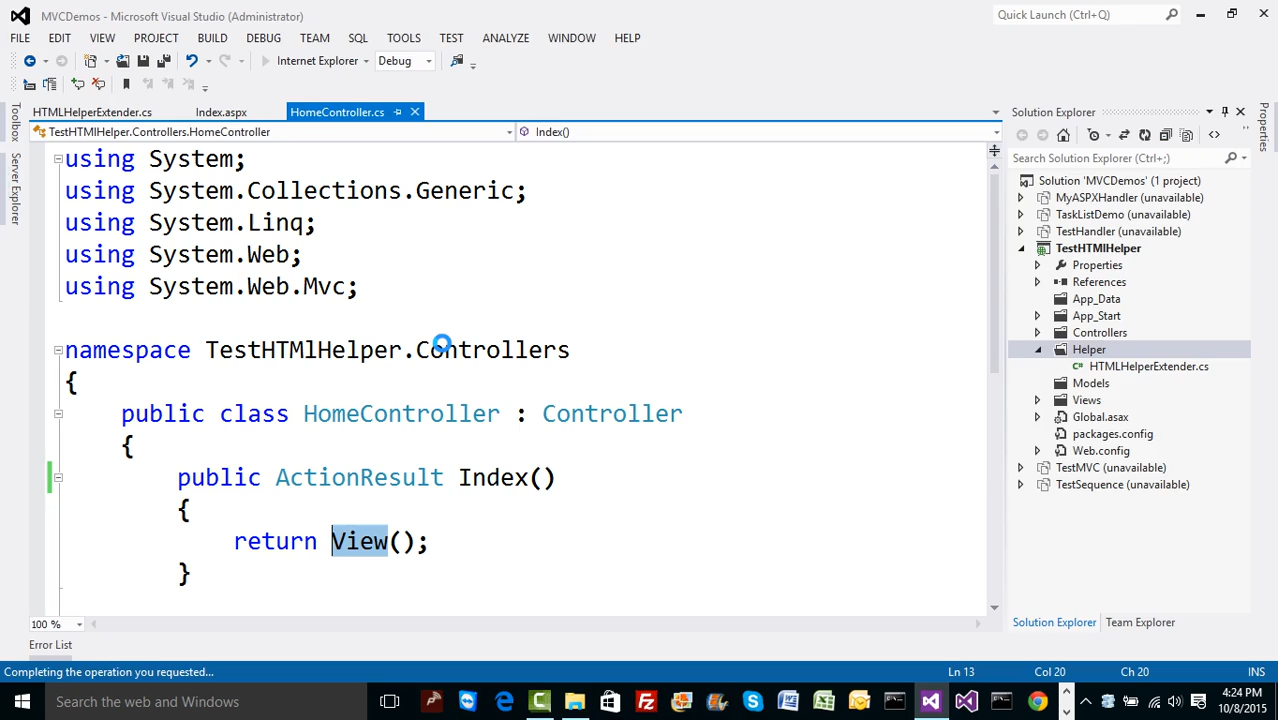 MVCDemos - Microsoft Visual Studio (Administrator)
Quick Launch (Ctrl+Q)
FILE EDIT VIEW PROJECT BUILD DEBUG TEAM SQL TOOLS TEST ANALYZE WINDOW HELP
Internet Explorer Debug
HTMLHelperExtender.cs Index.aspx HomeController.cs
TestHTMlHelper.Controllers.HomeController Index()
using System;
using System.Collections.Generic;
using System.Linq;
using System.Web;
using System.Web.Mvc;
namespace TestHTMlHelper.Controllers
{
public class HomeController : Controller
{
public ActionResult Index()
{
return View();
}
100 %
Toolbox
Server Explorer
Solution Explorer
Search Solution Explorer (Ctrl+;)
Solution 'MVCDemos' (1 project)
MyASPXHandler (unavailable)
TaskListDemo (unavailable)
TestHandler (unavailable)
TestHTMlHelper
Properties
References
App_Data
App_Start
Controllers
Helper
HTMLHelperExtender.cs
Models
Views
Global.asax
packages.config
Web.config
TestMVC (unavailable)
TestSequence (unavailable)
Solution Explorer Team Explorer
Properties
Error List
Completing the operation you requested... Ln 13 Col 20 Ch 20 INS
Search the web and Windows
4:24 PM
10/8/2015